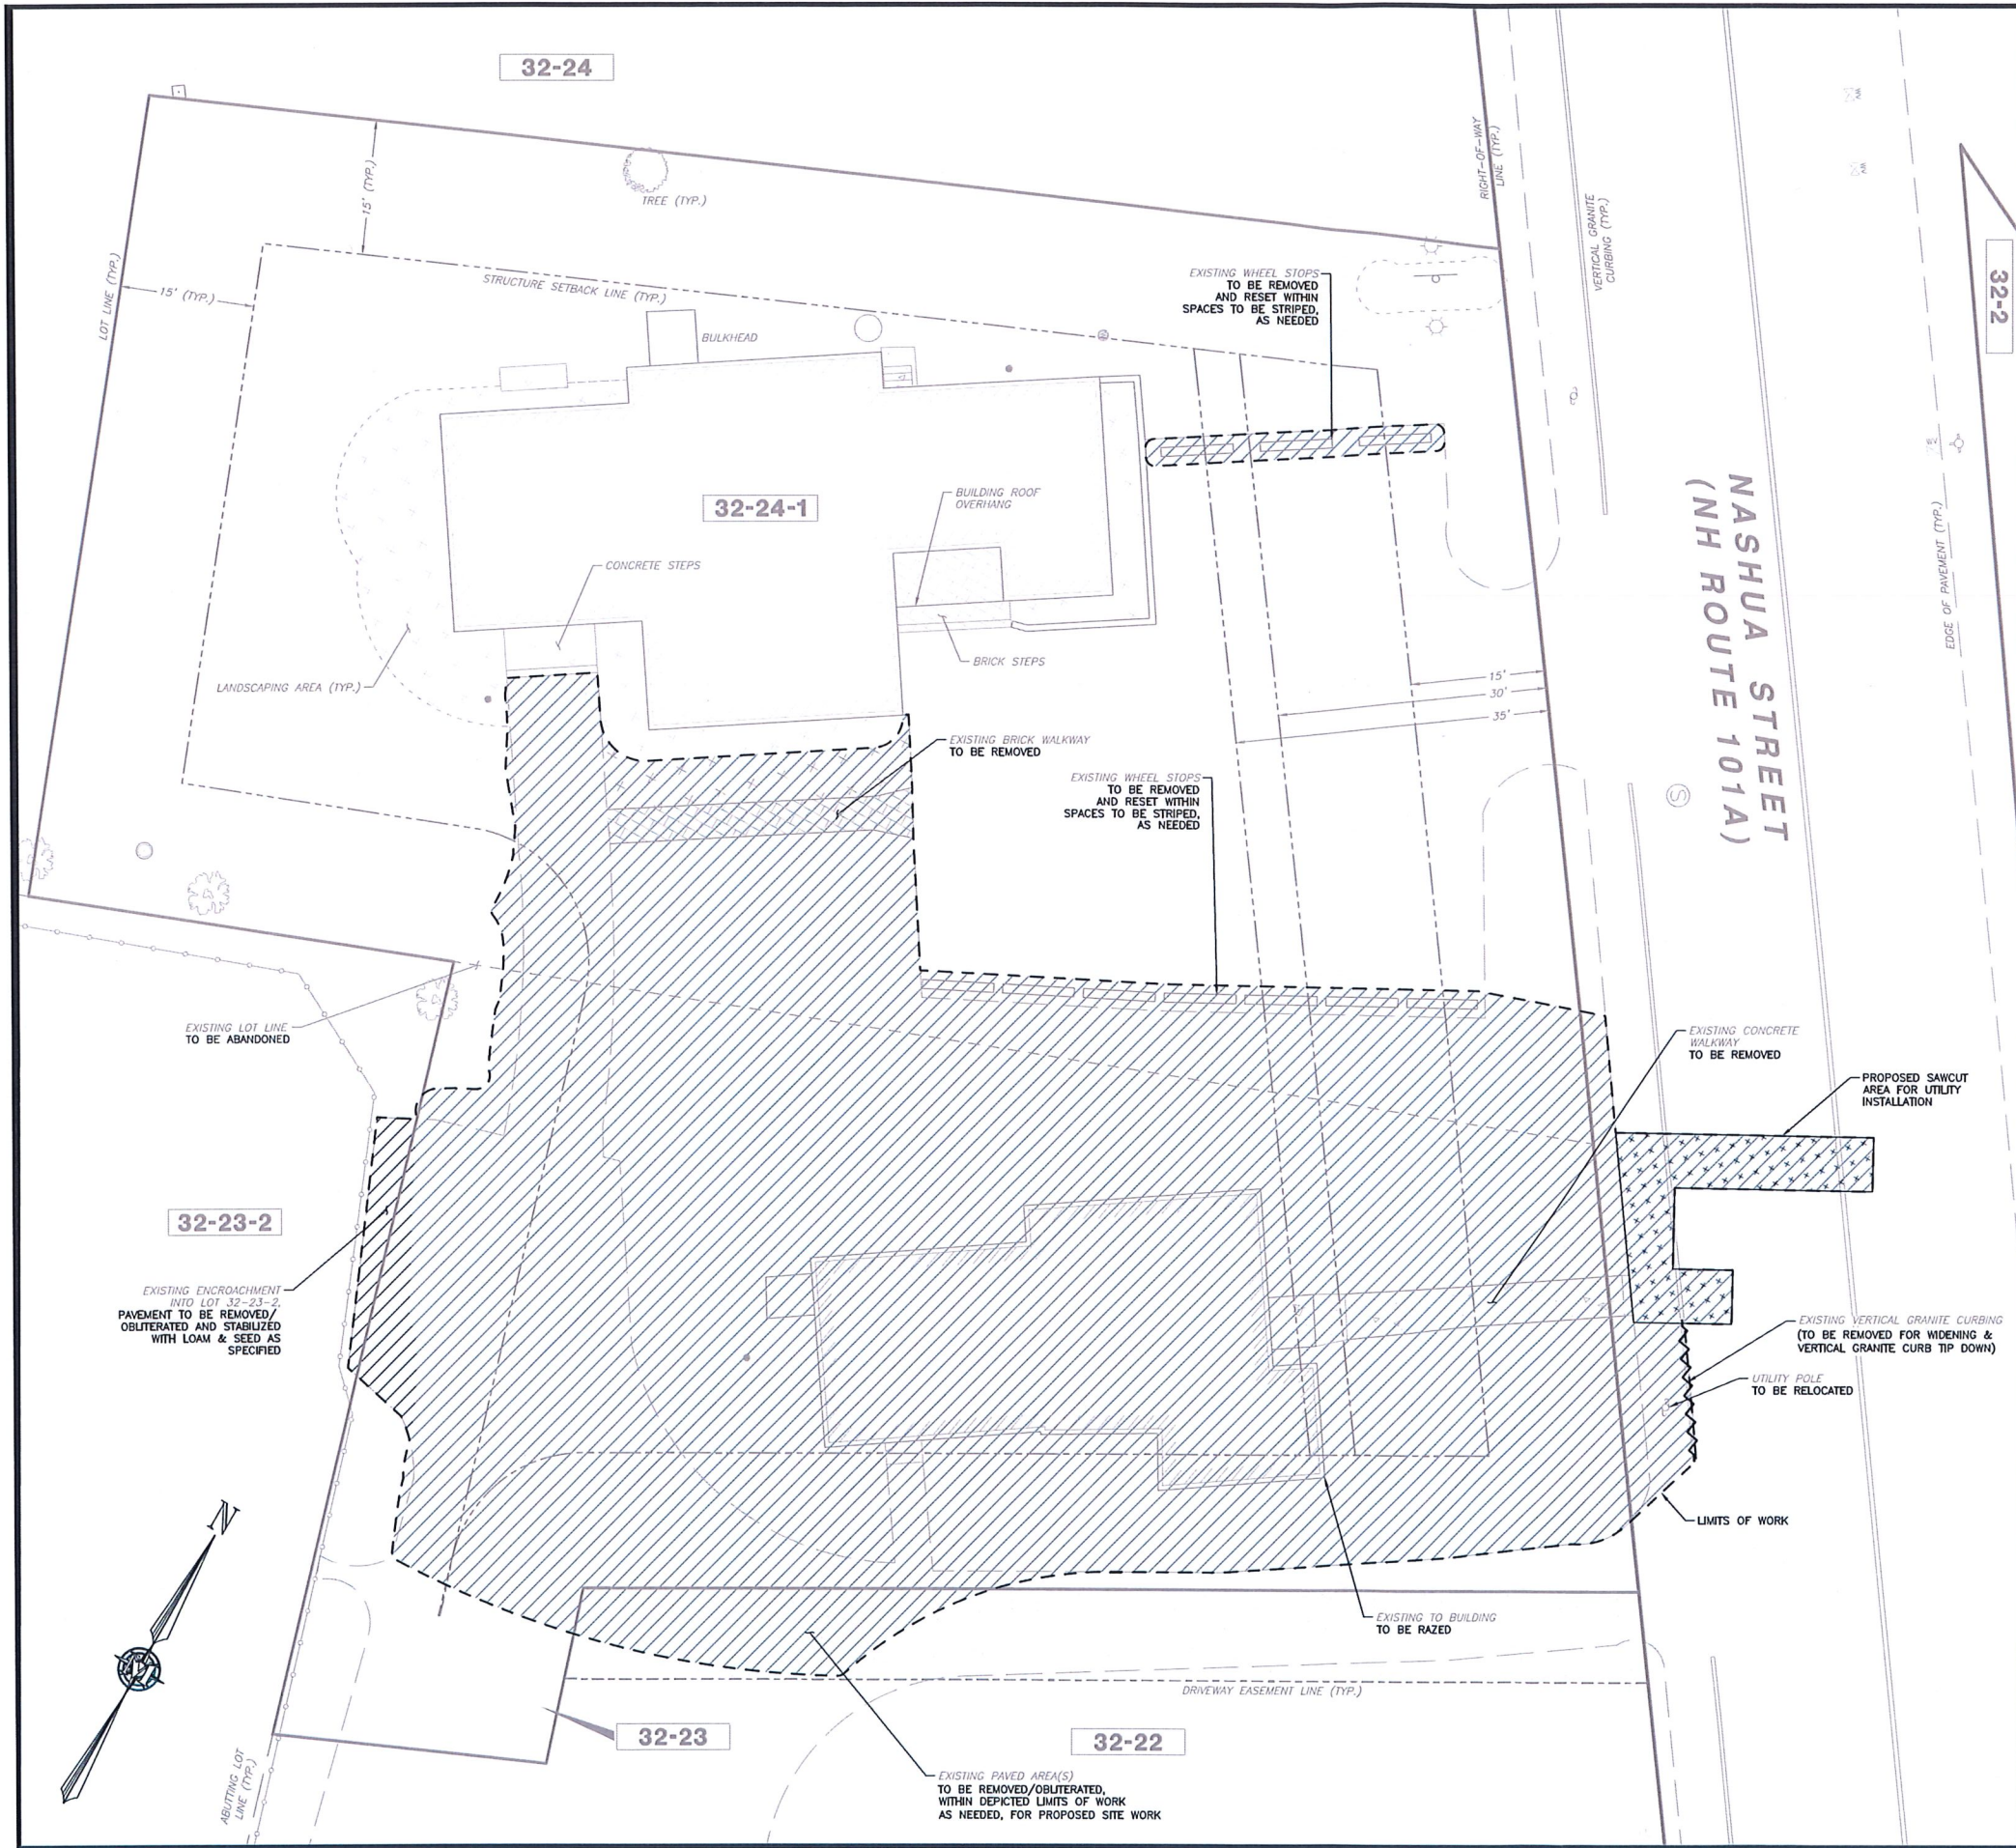 32-24
RIGHT-OF-WAY
LINE (TYP.)
15' (TYP.)
TREE (TYP.)
VERTICAL GRANITE
CURBING (TYP.)
32-2
LOT LINE (TYP.)
15' (TYP.)
STRUCTURE SETBACK LINE (TYP.)
EXISTING WHEEL STOPS
TO BE REMOVED
AND RESET WITHIN
SPACES TO BE STRIPED,
AS NEEDED
BULKHEAD
32-24-1
BUILDING ROOF
OVERHANG
NASHUA STREET
(NH ROUTE 101A)
EDGE OF PAVEMENT (TYP.)
CONCRETE STEPS
BRICK STEPS
LANDSCAPING AREA (TYP.)
15'
30'
35'
EXISTING BRICK WALKWAY
TO BE REMOVED
EXISTING WHEEL STOPS
TO BE REMOVED
AND RESET WITHIN
SPACES TO BE STRIPED,
AS NEEDED
S
EXISTING LOT LINE
TO BE ABANDONED
EXISTING CONCRETE
WALKWAY
TO BE REMOVED
PROPOSED SAWCUT
AREA FOR UTILITY
INSTALLATION
32-23-2
EXISTING ENCROACHMENT
INTO LOT 32-23-2,
PAVEMENT TO BE REMOVED/
OBLITERATED AND STABILIZED
WITH LOAM & SEED AS
SPECIFIED
EXISTING VERTICAL GRANITE CURBING
(TO BE REMOVED FOR WIDENING &
VERTICAL GRANITE CURB TIP DOWN)
UTILITY POLE
TO BE RELOCATED
N
LIMITS OF WORK
EXISTING TO BUILDING
TO BE RAZED
DRIVEWAY EASEMENT LINE (TYP.)
32-23
32-22
ABUTTING LOT
LINE (TYP.)
EXISTING PAVED AREA(S)
TO BE REMOVED/OBLITERATED,
WITHIN DEPICTED LIMITS OF WORK
AS NEEDED, FOR PROPOSED SITE WORK